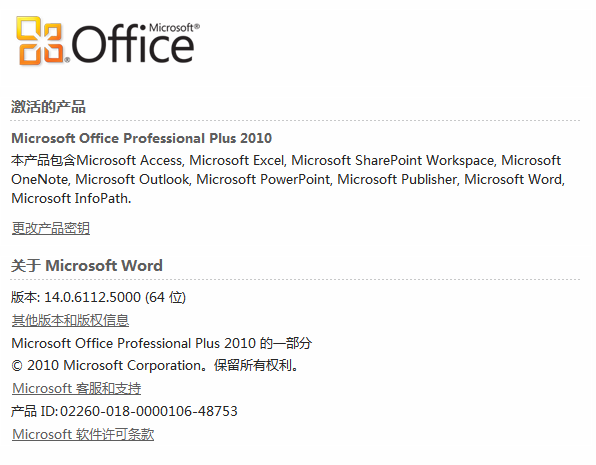 Microsoft®
Office
激活的产品
Microsoft Office Professional Plus 2010
本产品包含Microsoft Access, Microsoft Excel, Microsoft SharePoint Workspace, Microsoft
OneNote, Microsoft Outlook, Microsoft PowerPoint, Microsoft Publisher, Microsoft Word,
Microsoft InfoPath.
更改产品密钥
关于 Microsoft Word
版本: 14.0.6112.5000 (64 位)
其他版本和版权信息
Microsoft Office Professional Plus 2010 的一部分
© 2010 Microsoft Corporation。保留所有权利。
Microsoft 客服和支持
产品 ID: 02260-018-0000106-48753
Microsoft 软件许可条款